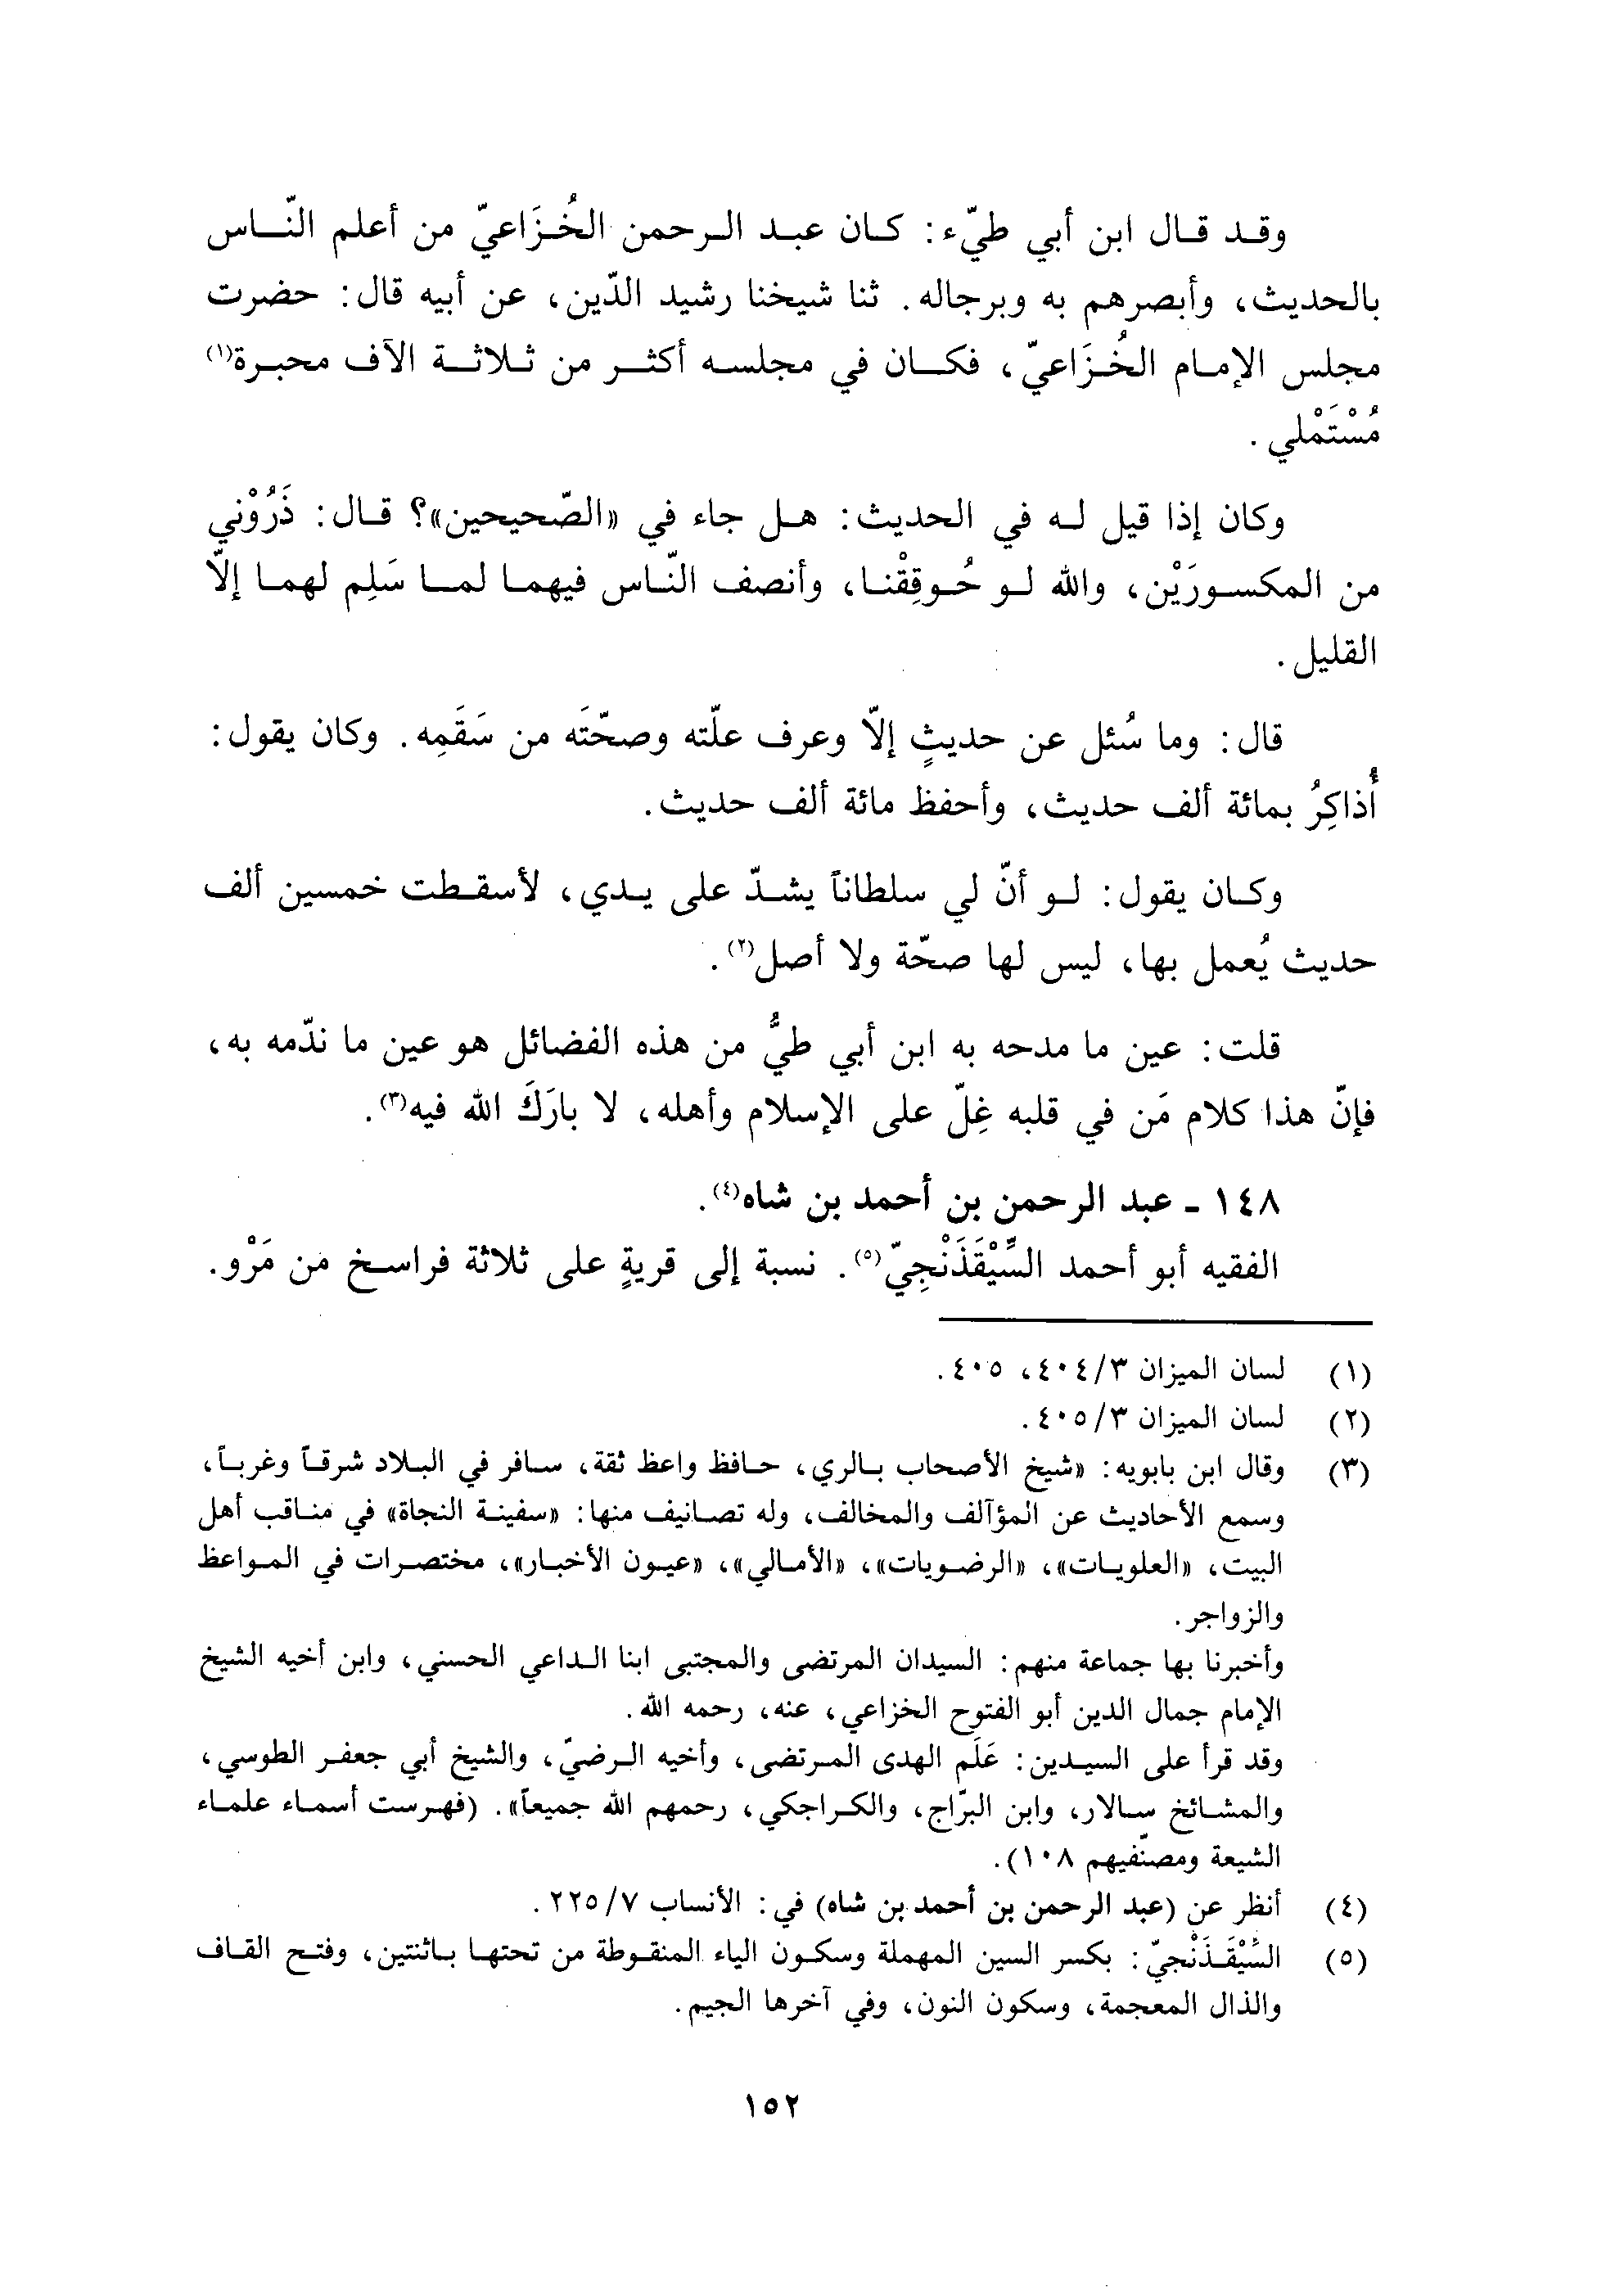 وقد قال ابن أبي طيّء: كان عبد الرحمن الخُزَاعيّ من أعلم النّاس
بالحديث، وأبصرهم به وبرجاله. ثنا شيخنا رشيد الدّين، عن أبيه قال: حضرت
مجلس الإمام الخُزَاعيّ، فكان في مجلسه أكثر من ثلاثة الآف محبرة(١)
مُسْتَمْلي.
وكان إذا قيل له في الحديث: هل جاء في «الصّحيحين»؟ قال: ذَرُوْني
من المكسورَيْن، والله لو حُوقِقْنا، وأنصف النّاس فيهما لما سَلِم لهما إلّا
القليل.
قال: وما سُئل عن حديثٍ إلّا وعرف علّته وصحّتَه من سَقَمِه. وكان يقول:
أُذاكِرُ بمائة ألف حديث، وأحفظ مائة ألف حديث.
وكان يقول: لو أنّ لي سلطاناً يشدّ على يدي، لأسقطت خمسين ألف
حديث يُعمل بها، ليس لها صحّة ولا أصل(٢).
قلت: عين ما مدحه به ابن أبي طيُّ من هذه الفضائل هو عين ما ندّمه به،
فإنّ هذا كلام مَن في قلبه غِلّ على الإسلام وأهله، لا بارَكَ الله فيه(٣).
١٤٨ ـ عبد الرحمن بن أحمد بن شاه(٤).
الفقيه أبو أحمد السِّيْقَذَنْجِيّ(٥). نسبة إلى قريةٍ على ثلاثة فراسخ مَن مَرْو.
(١) لسان الميزان ٤٠٤/٣، ٤٠٥.
(٢) لسان الميزان ٤٠٥/٣.
(٣) وقال ابن بابويه: «شيخ الأصحاب بالري، حافظ واعظ ثقة، سافر في البلاد شرقاً وغرباً،
وسمع الأحاديث عن المؤآلف والمخالف، وله تصانيف منها: «سفينة النجاة» في مناقب أهل
البيت، «العلويات»، «الرضويات»، «الأمالي»، «عيون الأخبار»، مختصرات في المواعظ
والزواجر.
وأخبرنا بها جماعة منهم: السيدان المرتضى والمجتبى ابنا الداعي الحسني، وابن أخيه الشيخ
الإمام جمال الدين أبو الفتوح الخزاعي، عنه، رحمه الله.
وقد قرأ على السيدين: عَلَم الهدى المرتضى، وأخيه الرضيّ، والشيخ أبي جعفر الطوسي،
والمشائخ سالار، وابن البرّاج، والكراجكي، رحمهم الله جميعاً». (فهرست أسماء علماء
الشيعة ومصنّفيهم ١٠٨).
(٤) أنظر عن (عبد الرحمن بن أحمد بن شاه) في: الأنساب ٢٢٥/٧.
(٥) السِّيْقَذَنْجيّ: بكسر السين المهملة وسكون الياء المنقوطة من تحتها باثنتين، وفتح القاف
والذال المعجمة، وسكون النون، وفي آخرها الجيم.
١٥٢